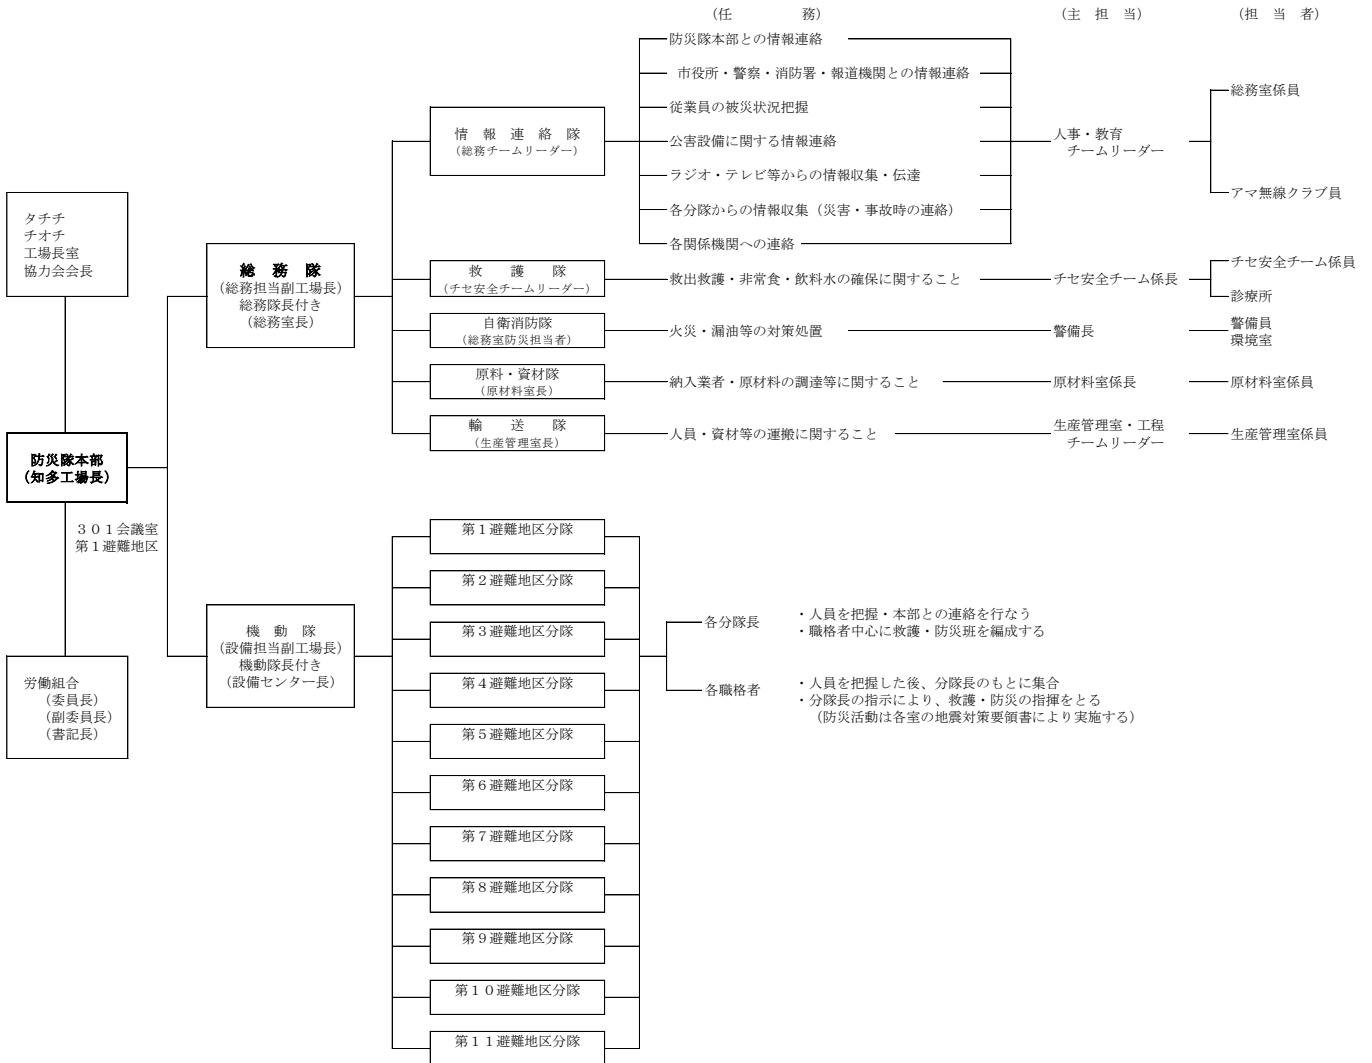 （任　　　務）
（主　担　当）
（担　当　者）
防災隊本部との情報連絡
市役所・警察・消防署・報道機関との情報連絡
従業員の被災状況把握
公害設備に関する情報連絡
ラジオ・テレビ等からの情報収集・伝達
各分隊からの情報収集（災害・事故時の連絡）
各関係機関への連絡
情　報　連　絡　隊
（総務チームリーダー）
人事・教育
チームリーダー
総務室係員
アマ無線クラブ員
タチチ
チオチ
工場長室
協力会会長
総　務　隊
（総務担当副工場長）
総務隊長付き
（総務室長）
救　護　隊
（チセ安全チームリーダー）
救出救護・非常食・飲料水の確保に関すること
チセ安全チーム係長
チセ安全チーム係員
診療所
自衛消防隊
（総務室防災担当者）
火災・漏油等の対策処置
警備長
警備員
環境室
原料・資材隊
（原材料室長）
納入業者・原材料の調達等に関すること
原材料室係長
原材料室係員
輸　送　隊
（生産管理室長）
人員・資材等の運搬に関すること
生産管理室・工程
チームリーダー
生産管理室係員
防災隊本部
（知多工場長）
３０１会議室
第１避難地区
労働組合
（委員長）
（副委員長）
（書記長）
機　動　隊
（設備担当副工場長）
機動隊長付き
（設備センター長）
第１避難地区分隊
第２避難地区分隊
第３避難地区分隊
第４避難地区分隊
第５避難地区分隊
第６避難地区分隊
第７避難地区分隊
第８避難地区分隊
第９避難地区分隊
第１０避難地区分隊
第１１避難地区分隊
各分隊長
・人員を把握・本部との連絡を行なう
・職格者中心に救護・防災班を編成する
各職格者
・人員を把握した後、分隊長のもとに集合
・分隊長の指示により、救護・防災の指揮をとる
（防災活動は各室の地震対策要領書により実施する）